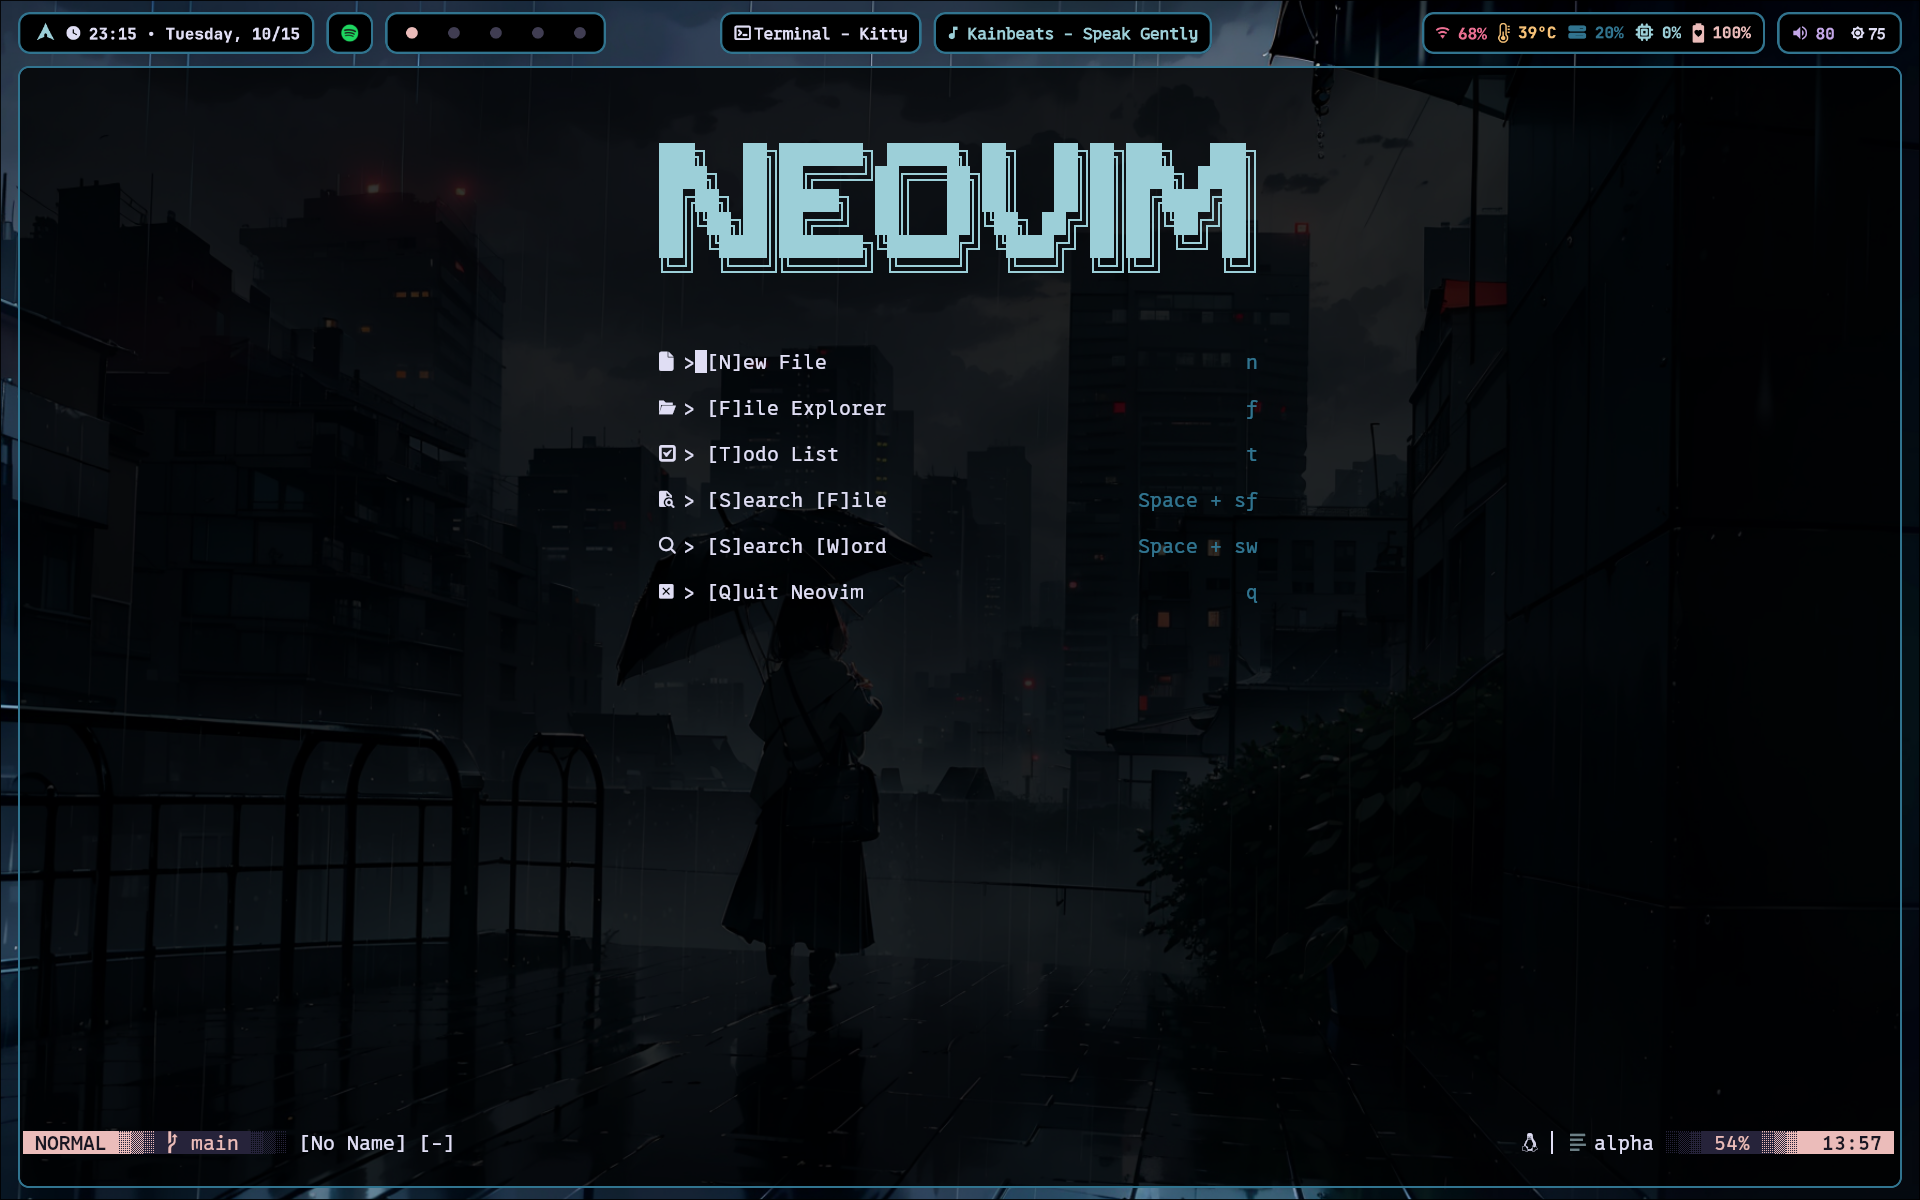 23:15 • Tuesday, 10/15
Terminal - Kitty
Kainbeats - Speak Gently
68% 39°C 20% 0% 100%
80 75
NEOVIM
> [N]ew File n
> [F]ile Explorer f
> [T]odo List t
> [S]earch [F]ile Space + sf
> [S]earch [W]ord Space + sw
> [Q]uit Neovim q
NORMAL main [No Name] [-] alpha 54% 13:57